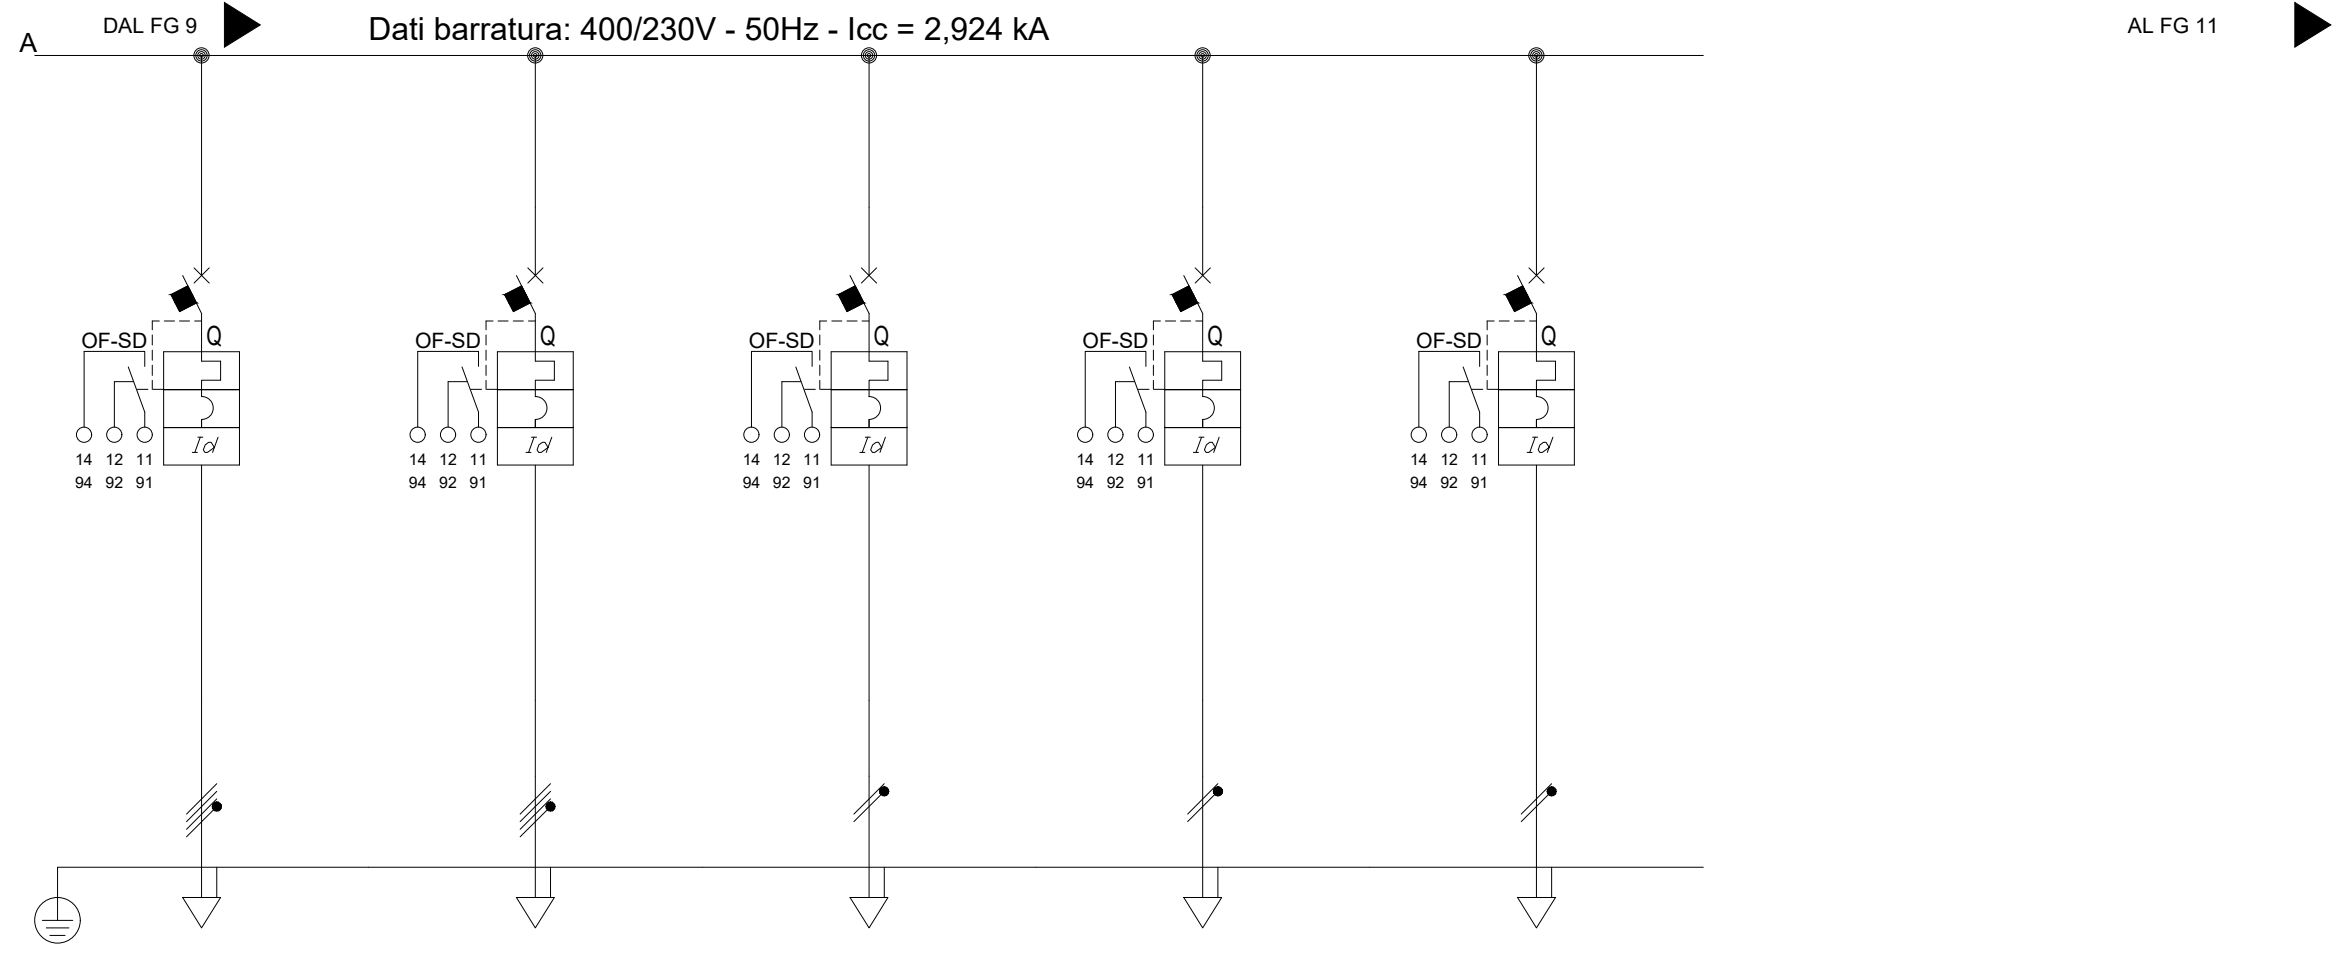 DAL FG 9
Dati barratura: 400/230V - 50Hz - Icc = 2,924 kA
AL FG 11
A
OF-SD Q OF-SD Q OF-SD Q OF-SD Q OF-SD Q
Id Id Id Id Id
14 12 11 14 12 11 14 12 11 14 12 11 14 12 11
94 92 91 94 92 91 94 92 91 94 92 91 94 92 91